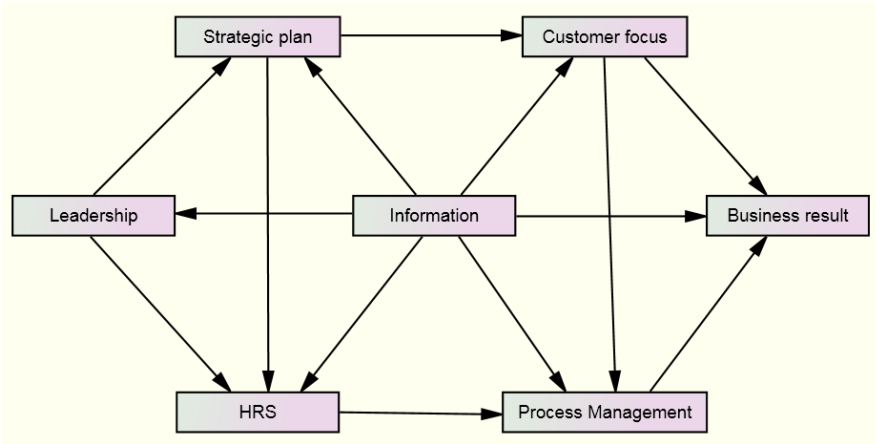 Strategic plan
Customer focus
Leadership
Information
Business result
HRS
Process Management